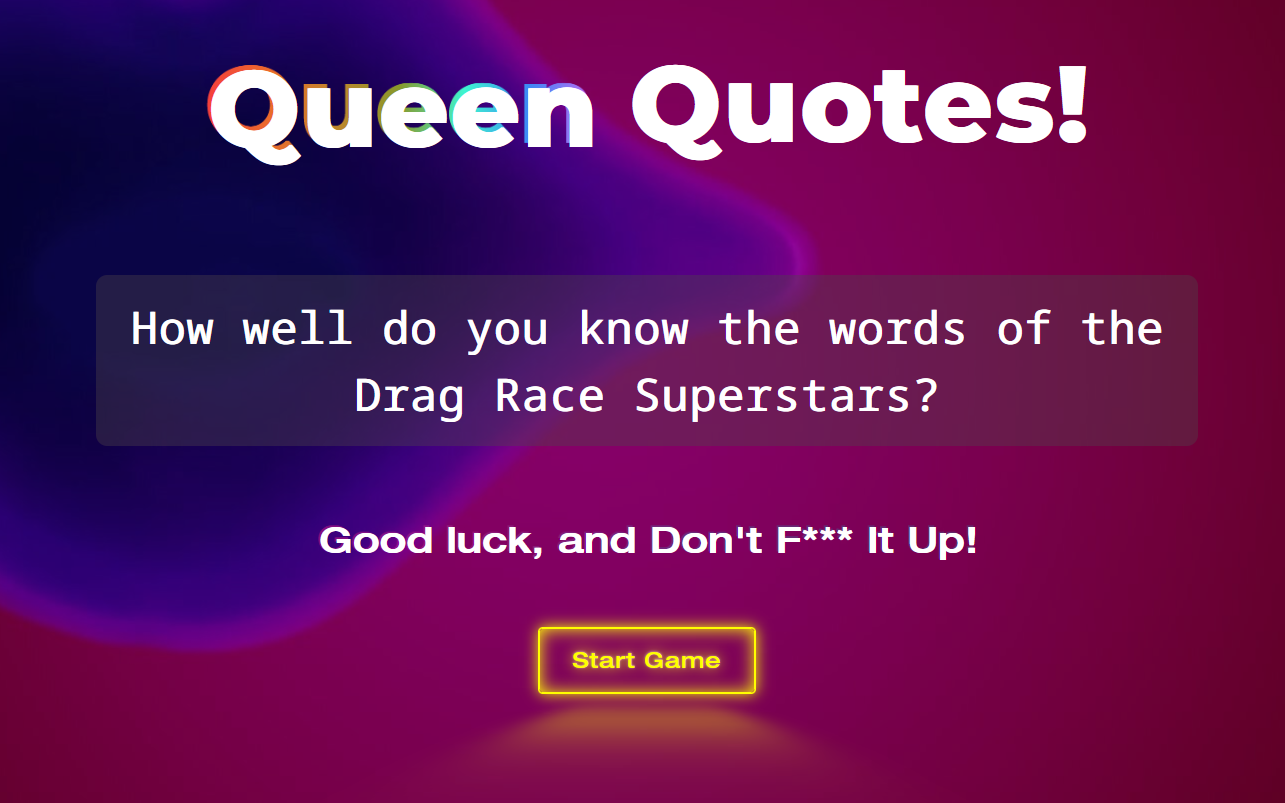 Queen Quotes!
How well do you know the words of the
Drag Race Superstars?
Good luck, and Don't F*** It Up!
Start Game